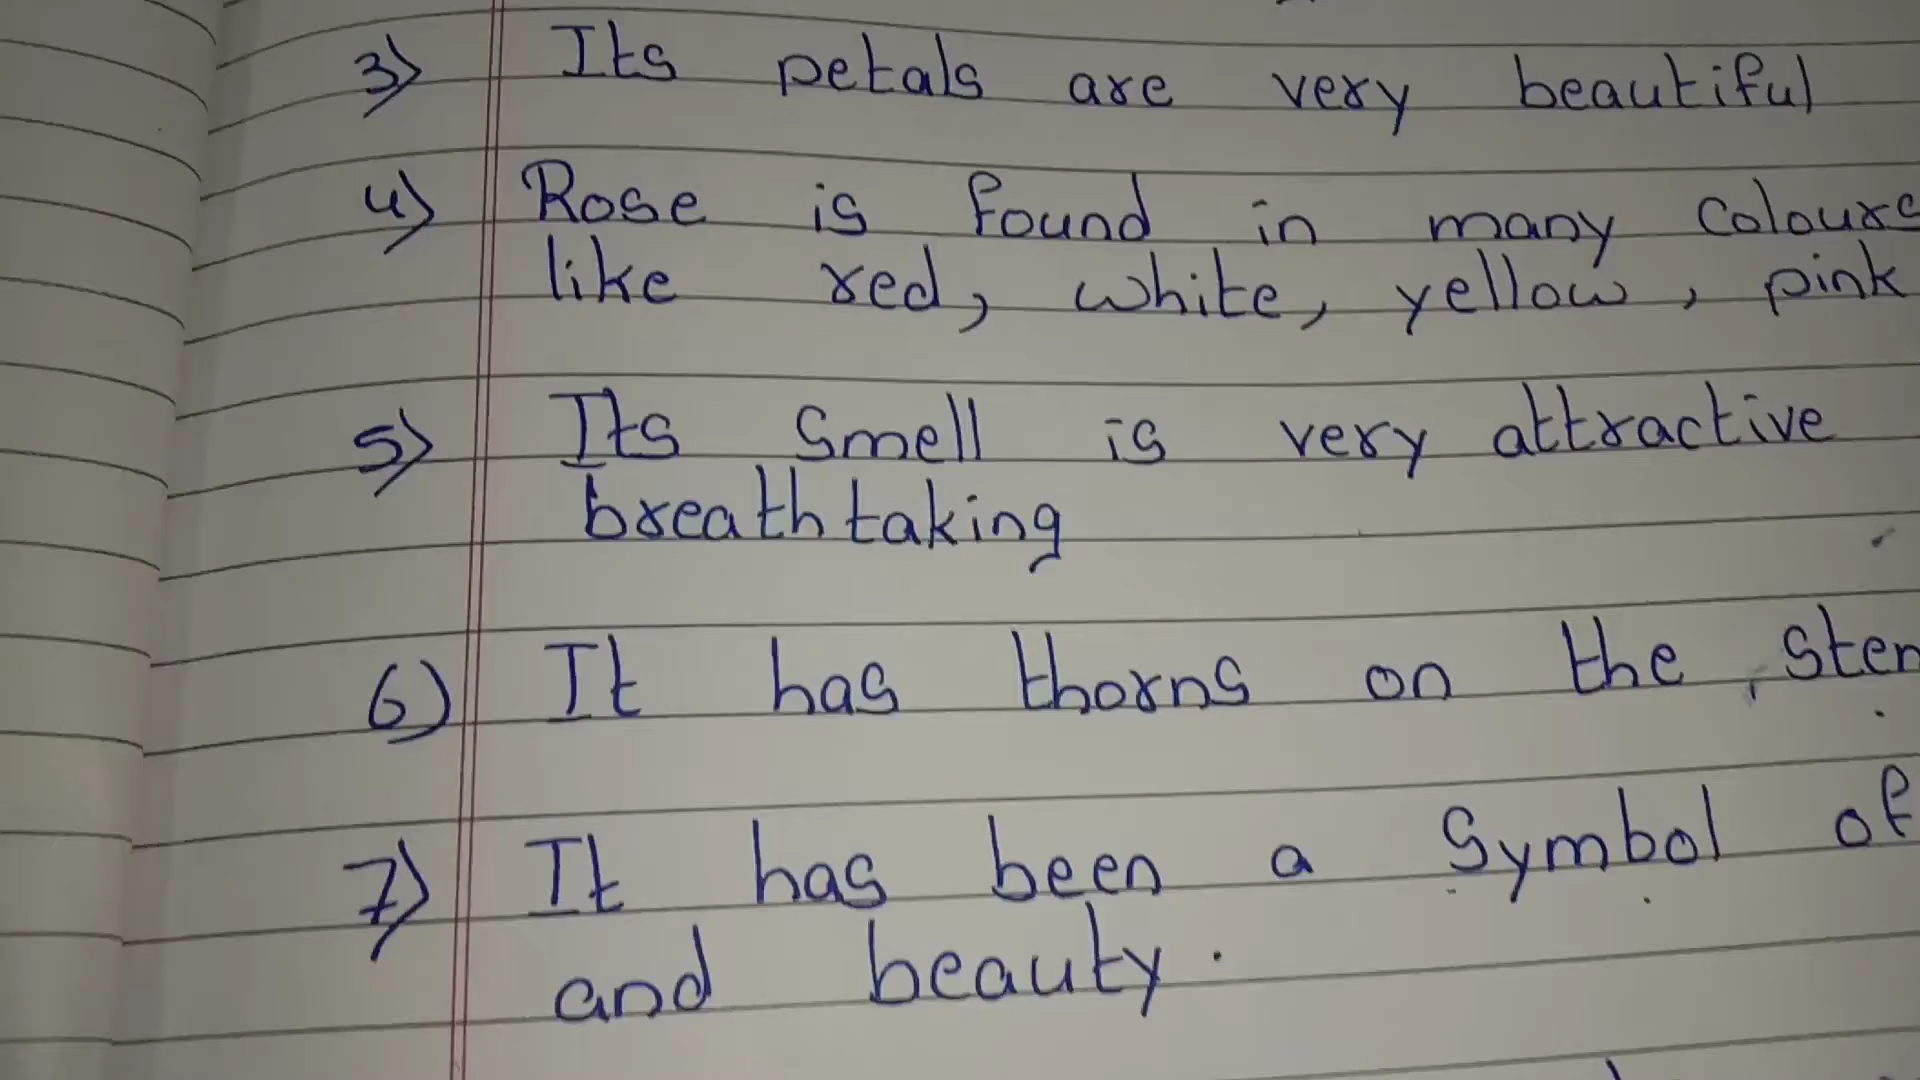 3) Its petals are very beautiful
4) Rose is found in many Colours
like red, white, yellow, pink
5) Its Smell is very attractive
breathtaking
6) It has thorns on the
7) It has been a Symbol of
and beauty.